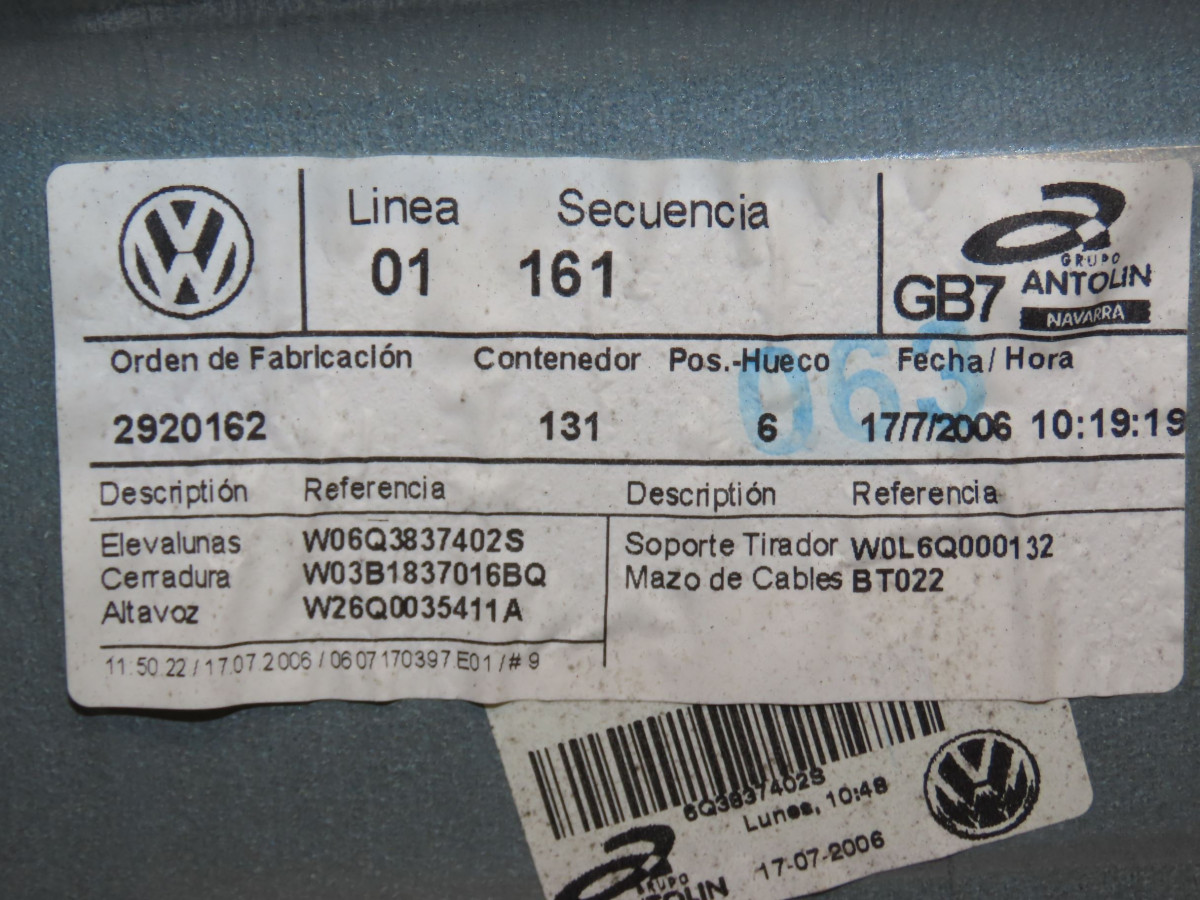 Linea Secuencia
01 161
GRUPO
GB7 ANTOLIN
NAVARRA
063
Orden de Fabricación Contenedor Pos.-Hueco Fecha/ Hora
2920162 131 6 17/7/2006 10:19:19
Descriptión Referencia Descriptión Referencia
Elevalunas W06Q3837402S Soporte Tirador W0L6Q000132
Cerradura W03B1837016BQ Mazo de Cables BT022
Altavoz W26Q0035411A
11:50:22 / 17.07.2006 / 0607170397.E01 / # 9
6Q3837402S
Lunes, 10:48
17-07-2006
GRUPO
ANTOLIN